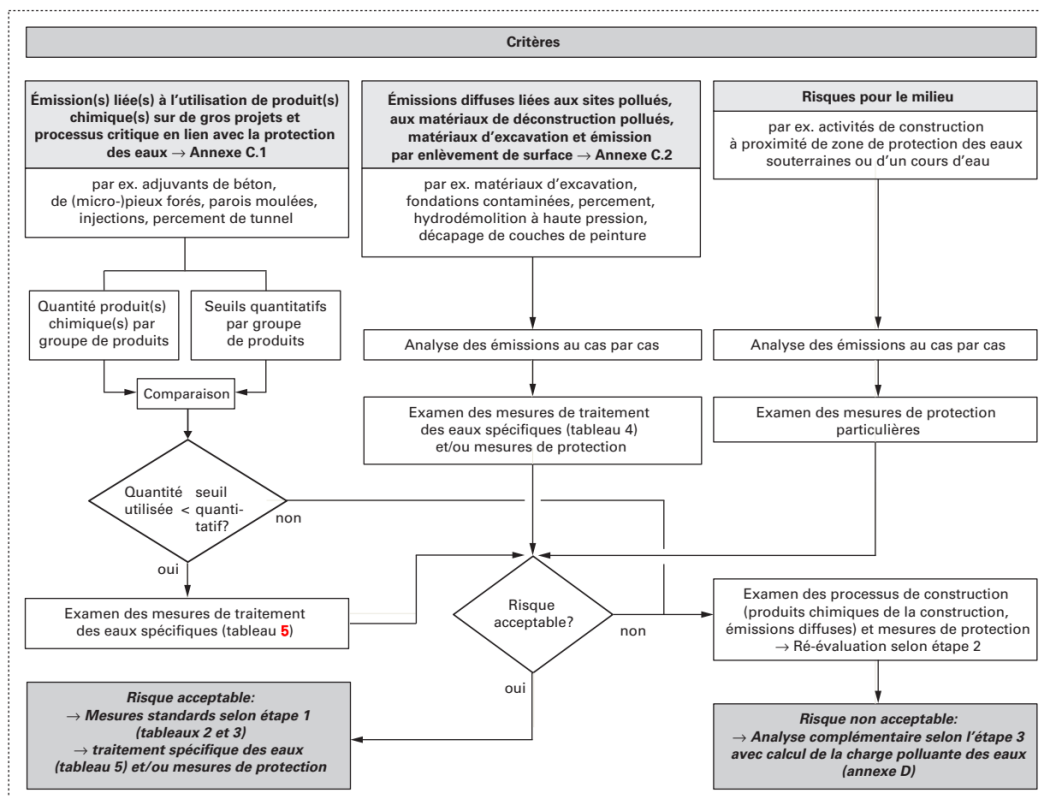 Critères
Émission(s) liée(s) à l'utilisation de produit(s)
chimique(s) sur de gros projets et
processus critique en lien avec la protection
des eaux → Annexe C.1
par ex. adjuvants de béton,
de (micro-)pieux forés, parois moulées,
injections, percement de tunnel
Quantité produit(s)
chimique(s) par
groupe de produits
Seuils quantitatifs
par groupe
de produits
Comparaison
Quantité seuil
utilisée < quanti-
tatif?
non
oui
Examen des mesures de traitement
des eaux spécifiques (tableau 5)
Émissions diffuses liées aux sites pollués,
aux matériaux de déconstruction pollués,
matériaux d'excavation et émission
par enlèvement de surface → Annexe C.2
par ex. matériaux d'excavation,
fondations contaminées, percement,
hydrodémolition à haute pression,
décapage de couches de peinture
Analyse des émissions au cas par cas
Examen des mesures de traitement
des eaux spécifiques (tableau 4)
et/ou mesures de protection
Risques pour le milieu
par ex. activités de construction
à proximité de zone de protection des eaux
souterraines ou d'un cours d'eau
Analyse des émissions au cas par cas
Examen des mesures de protection
particulières
Risque
acceptable?
non
oui
Examen des processus de construction
(produits chimiques de la construction,
émissions diffuses) et mesures de protection
→ Ré-évaluation selon étape 2
Risque acceptable:
→ Mesures standards selon étape 1
(tableaux 2 et 3)
→ traitement spécifique des eaux
(tableau 5) et/ou mesures de protection
Risque non acceptable:
→ Analyse complémentaire selon l'étape 3
avec calcul de la charge polluante des eaux
(annexe D)